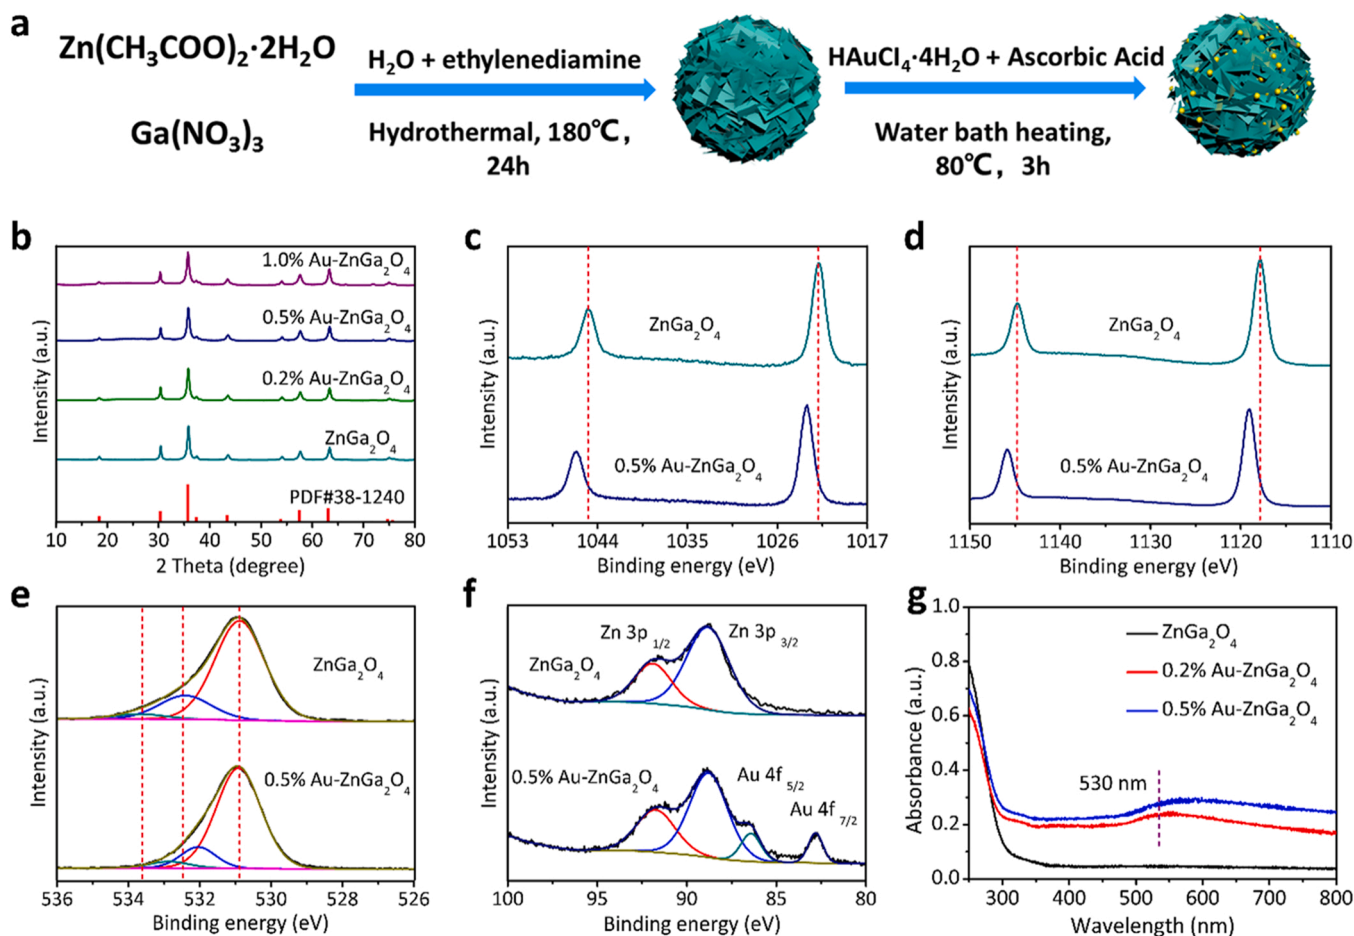 a
Zn(CH₃COO)₂·2H₂O
Ga(NO₃)₃
H₂O + ethylenediamine
Hydrothermal, 180℃,
24h
HAuCl₄·4H₂O + Ascorbic Acid
Water bath heating,
80℃, 3h
b
Intensity (a.u.)
1.0% Au-ZnGa₂O₄
0.5% Au-ZnGa₂O₄
0.2% Au-ZnGa₂O₄
ZnGa₂O₄
PDF#38-1240
10 20 30 40 50 60 70 80
2 Theta (degree)
c
Intensity (a.u.)
ZnGa₂O₄
0.5% Au-ZnGa₂O₄
1053 1044 1035 1026 1017
Binding energy (eV)
d
Intensity (a.u.)
ZnGa₂O₄
0.5% Au-ZnGa₂O₄
1150 1140 1130 1120 1110
Binding energy (eV)
e
Intensity (a.u.)
ZnGa₂O₄
0.5% Au-ZnGa₂O₄
536 534 532 530 528 526
Binding energy (eV)
f
Intensity (a.u.)
Zn 3p 1/2 Zn 3p 3/2
ZnGa₂O₄
0.5% Au-ZnGa₂O₄ Au 4f 5/2
Au 4f 7/2
100 95 90 85 80
Binding energy (eV)
g
Absorbance (a.u.)
1.0
0.8
0.6
0.4
0.2
0.0
ZnGa₂O₄
0.2% Au-ZnGa₂O₄
0.5% Au-ZnGa₂O₄
530 nm
300 400 500 600 700 800
Wavelength (nm)